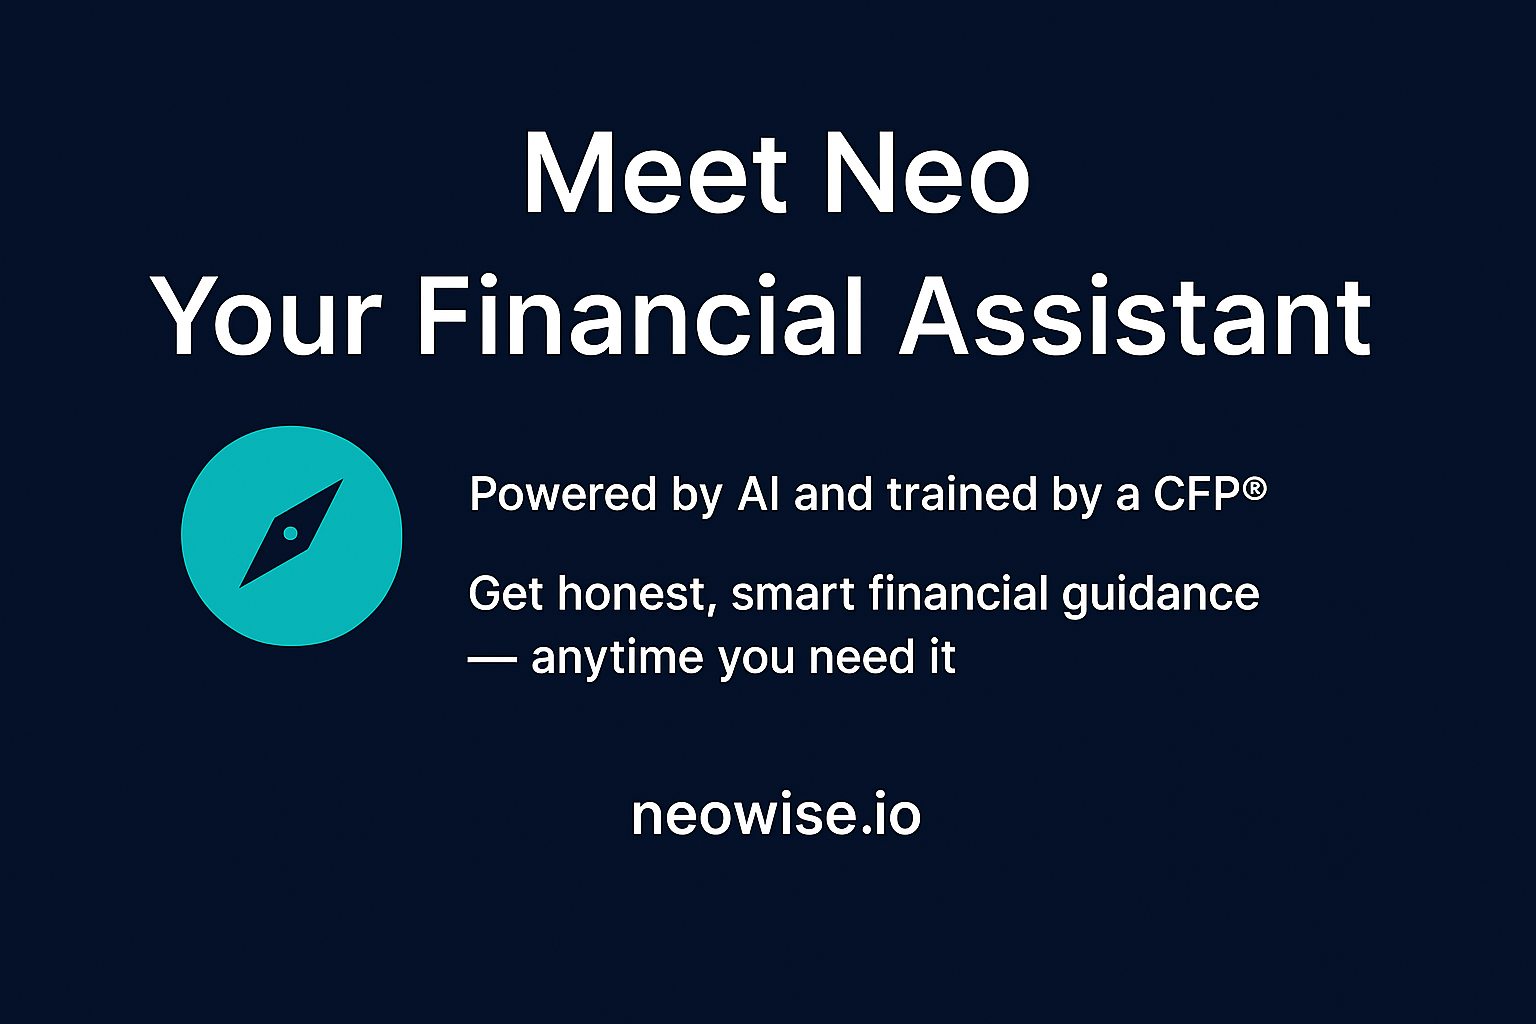 Meet Neo
Your Financial Assistant
Powered by AI and trained by a CFP®
Get honest, smart financial guidance
— anytime you need it
neowise.io